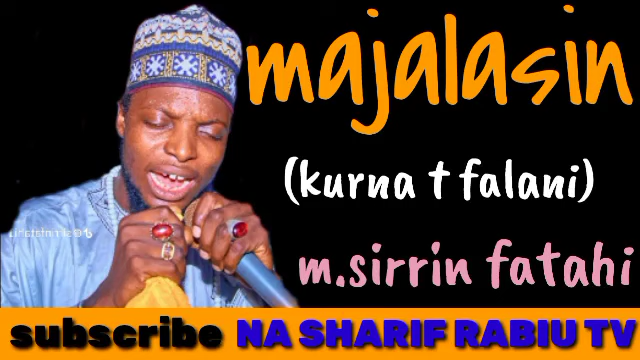 majalasin
(kurna t falani)
m.sirrin fatahi
subscribe NA SHARIF RABIU TV